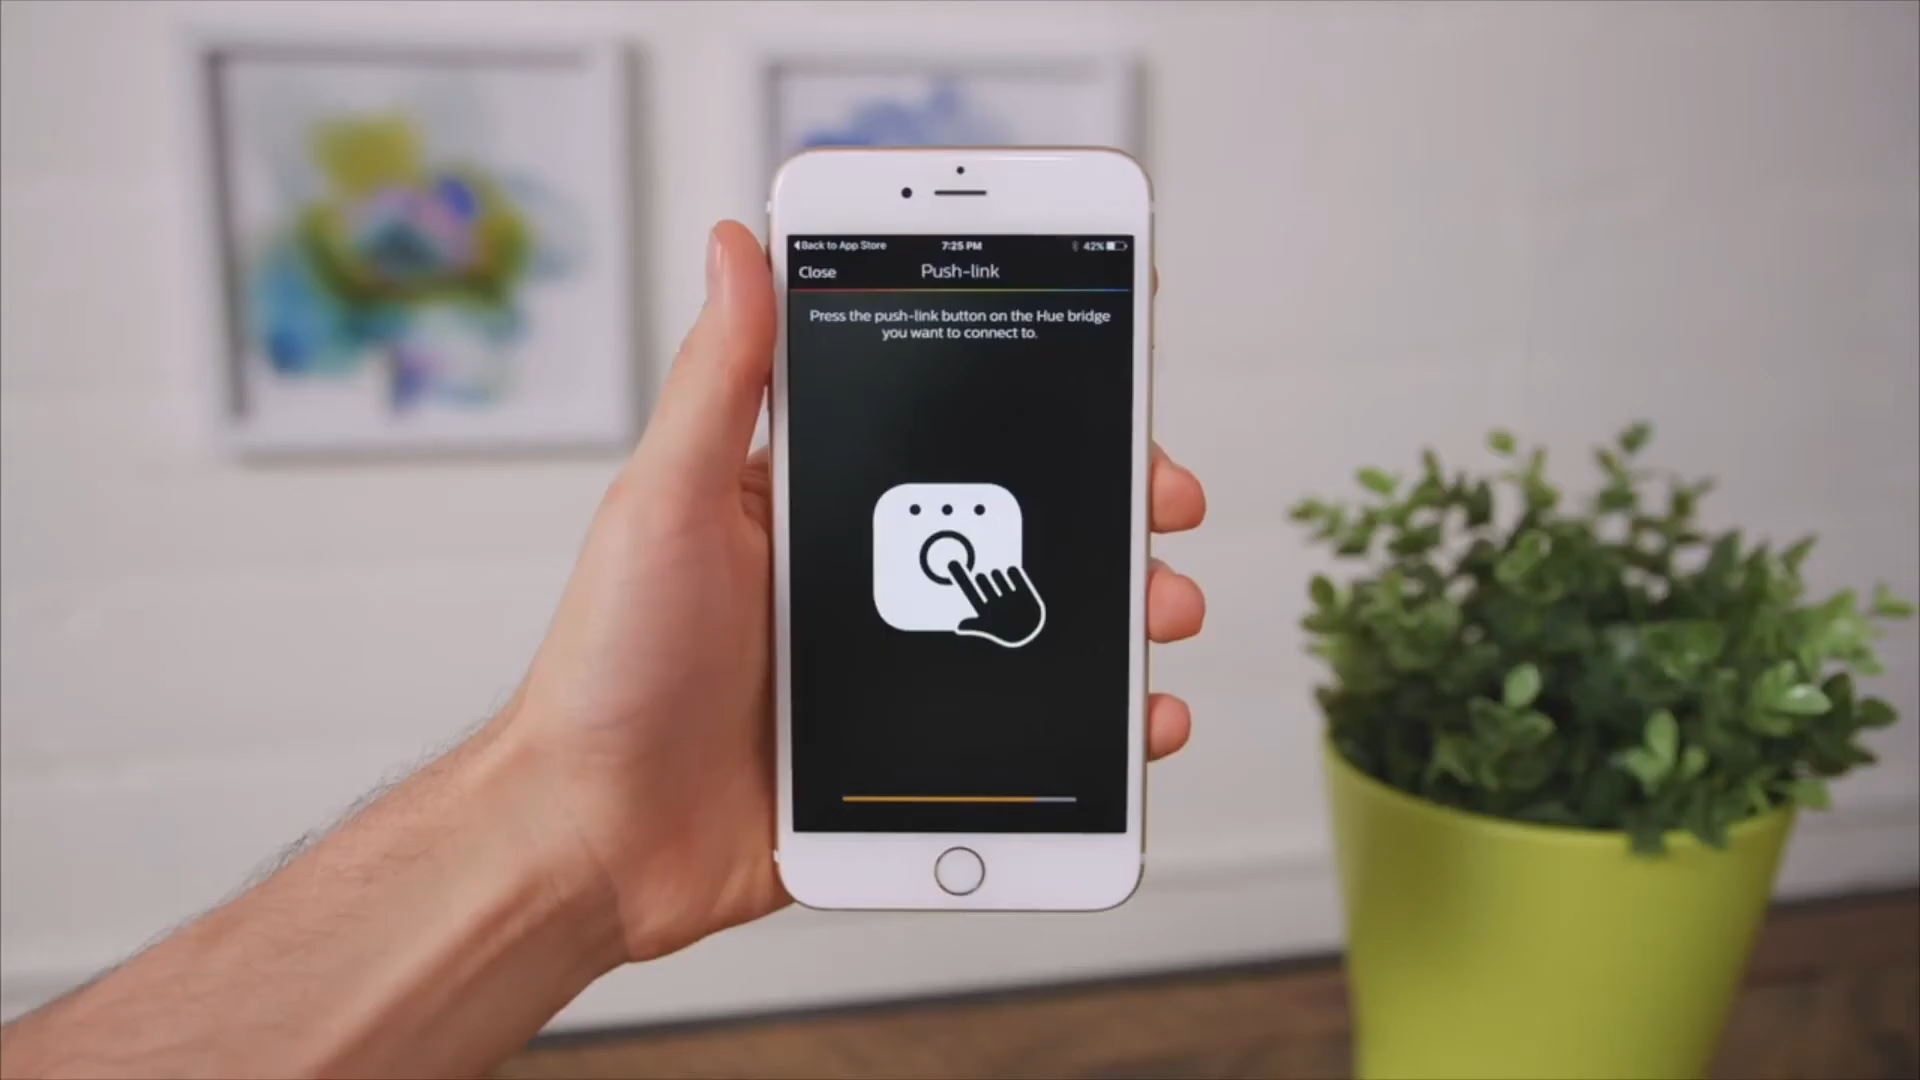 Back to App Store 7:25 PM 42%
Close Push-link
Press the push-link button on the Hue bridge
you want to connect to.